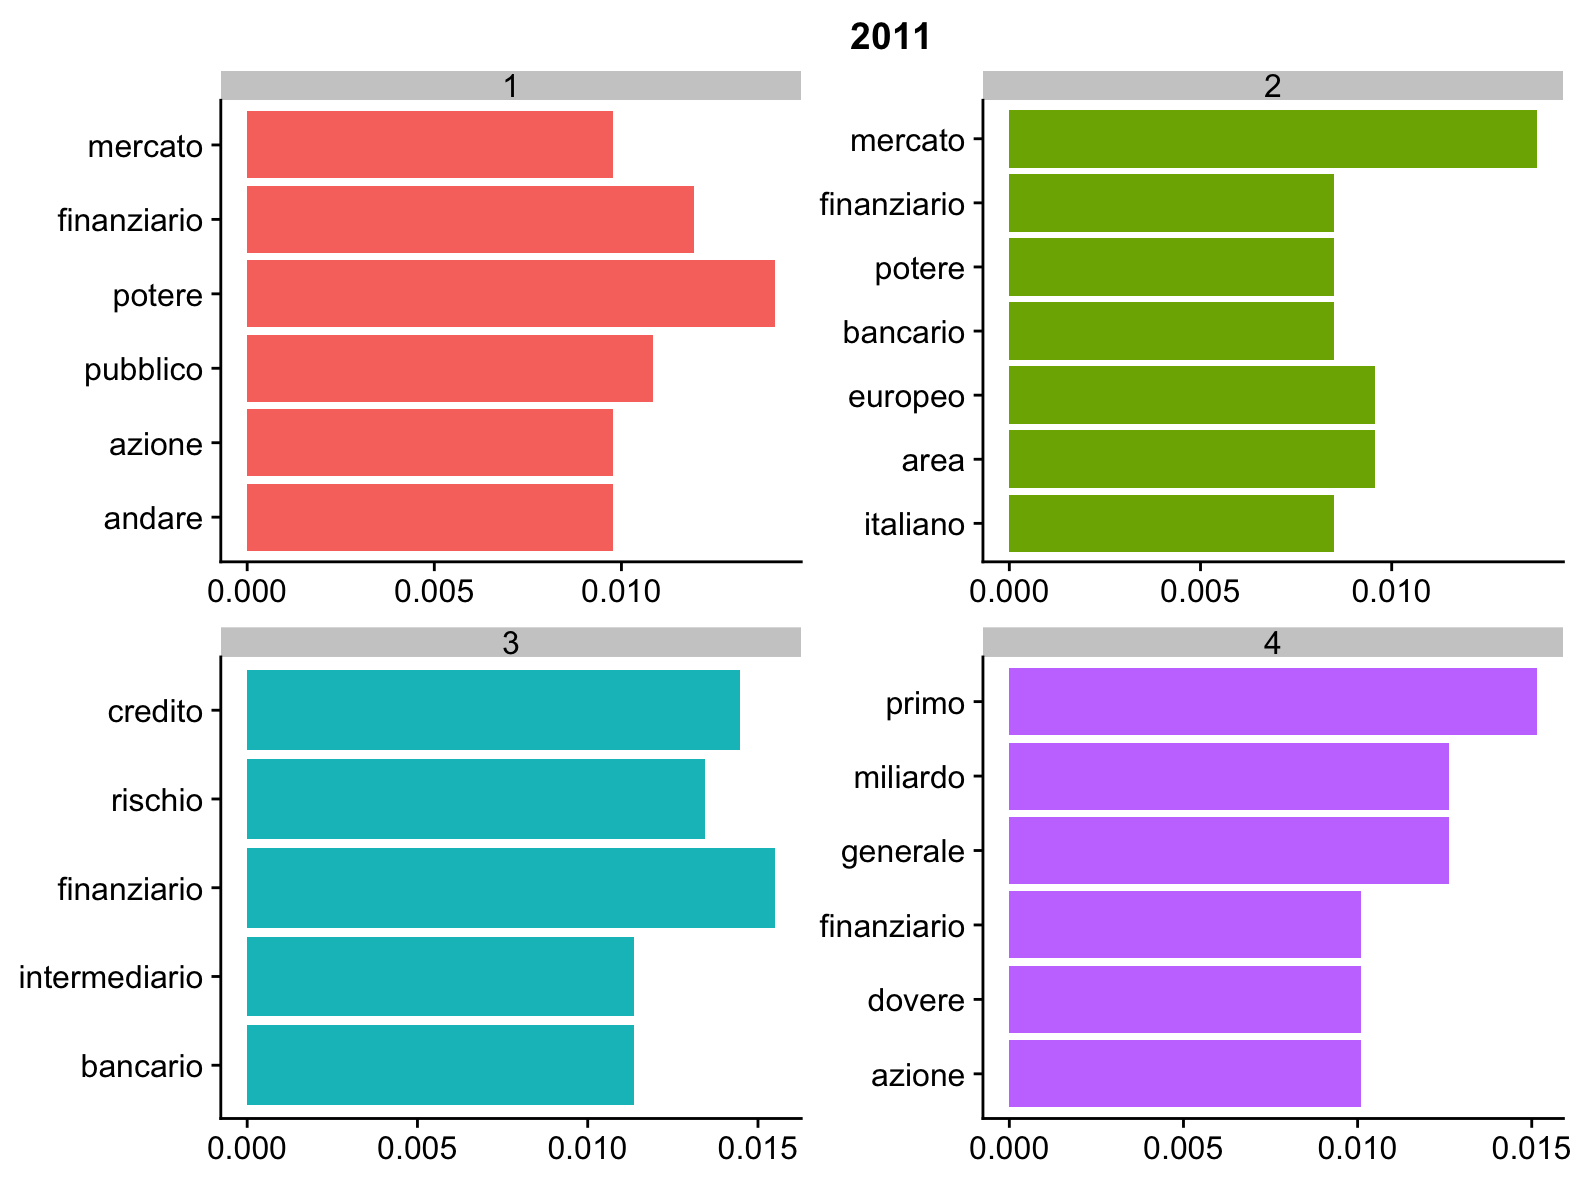 2011
1
mercato
finanziario
potere
pubblico
azione
andare
0.000 0.005 0.010
2
mercato
finanziario
potere
bancario
europeo
area
italiano
0.000 0.005 0.010
3
credito
rischio
finanziario
intermediario
bancario
0.000 0.005 0.010 0.015
4
primo
miliardo
generale
finanziario
dovere
azione
0.000 0.005 0.010 0.015